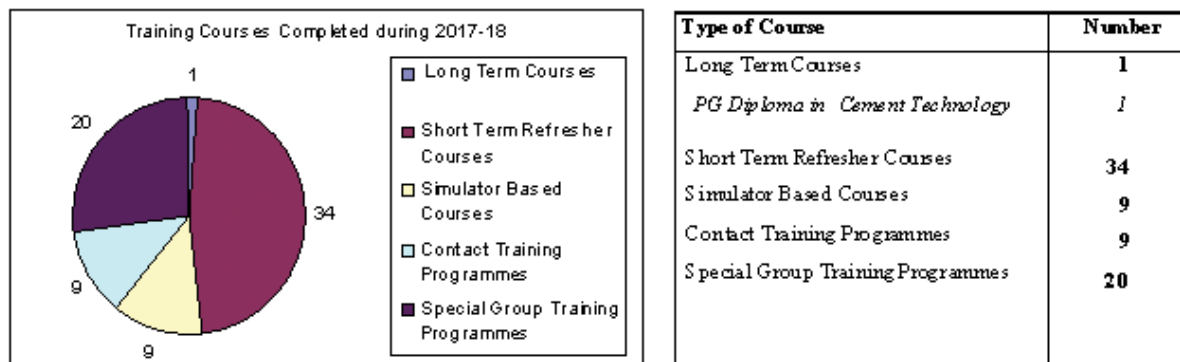 Training Courses Completed during 2017-18
1
20
34
9
9
Long Term Courses
Short Term Refresher
Courses
Simulator Based
Courses
Contact Training
Programmes
Special Group Training
Programmes
Type of Course Number
Long Term Courses 1
PG Diploma in Cement Technology 1
Short Term Refresher Courses 34
Simulator Based Courses 9
Contact Training Programmes 9
Special Group Training Programmes 20